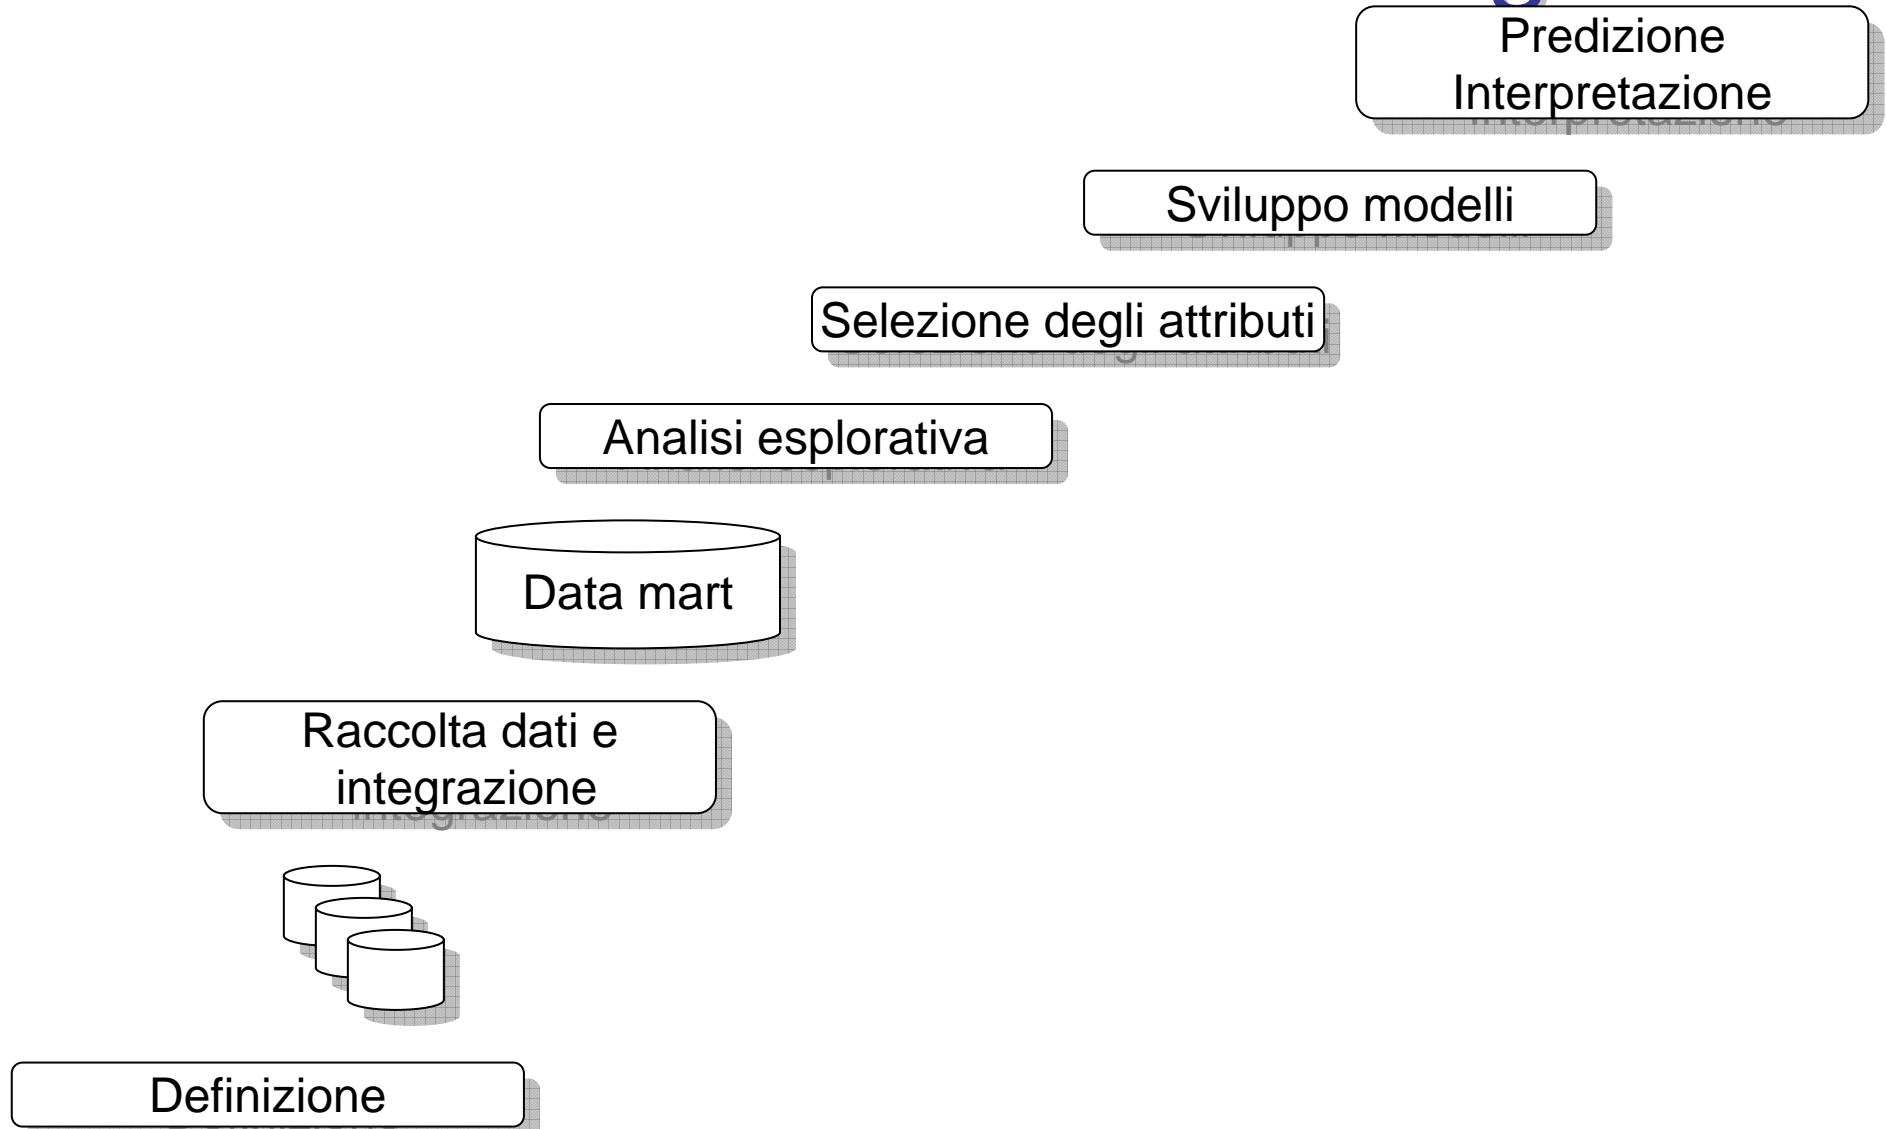 Predizione
Interpretazione
Sviluppo modelli
Selezione degli attributi
Analisi esplorativa
Data mart
Raccolta dati e
integrazione
Definizione